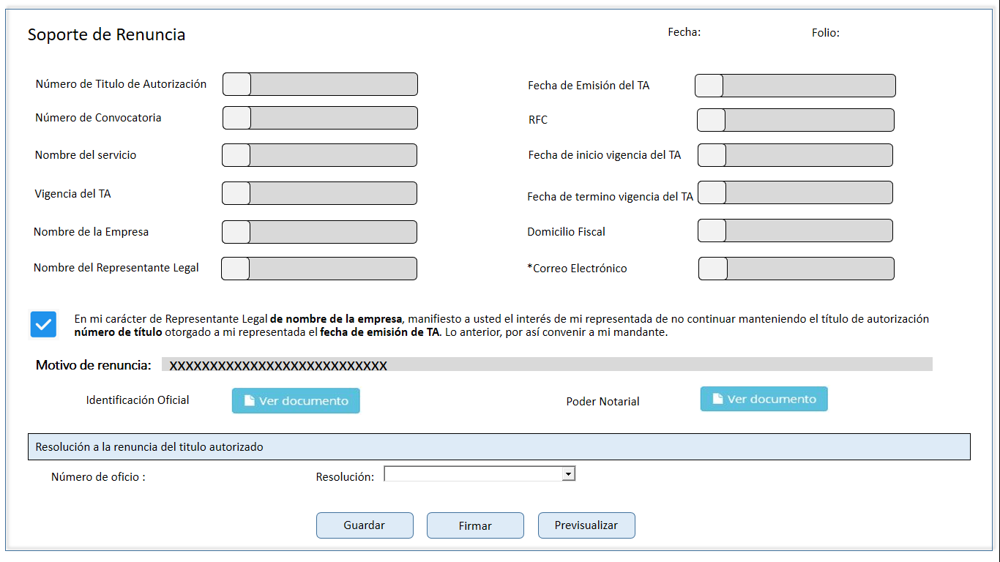 Soporte de Renuncia
Fecha:
Folio:
Número de Titulo de Autorización
Fecha de Emisión del TA
Número de Convocatoria
RFC
Nombre del servicio
Fecha de inicio vigencia del TA
Vigencia del TA
Fecha de termino vigencia del TA
Nombre de la Empresa
Domicilio Fiscal
Nombre del Representante Legal
*Correo Electrónico
En mi carácter de Representante Legal de nombre de la empresa, manifiesto a usted el interés de mi representada de no continuar manteniendo el título de autorización
número de título otorgado a mi representada el fecha de emisión de TA. Lo anterior, por así convenir a mi mandante.
Motivo de renuncia: XXXXXXXXXXXXXXXXXXXXXXXXXXX
Identificación Oficial
Ver documento
Poder Notarial
Ver documento
Resolución a la renuncia del titulo autorizado
Número de oficio :
Resolución:
Guardar
Firmar
Previsualizar